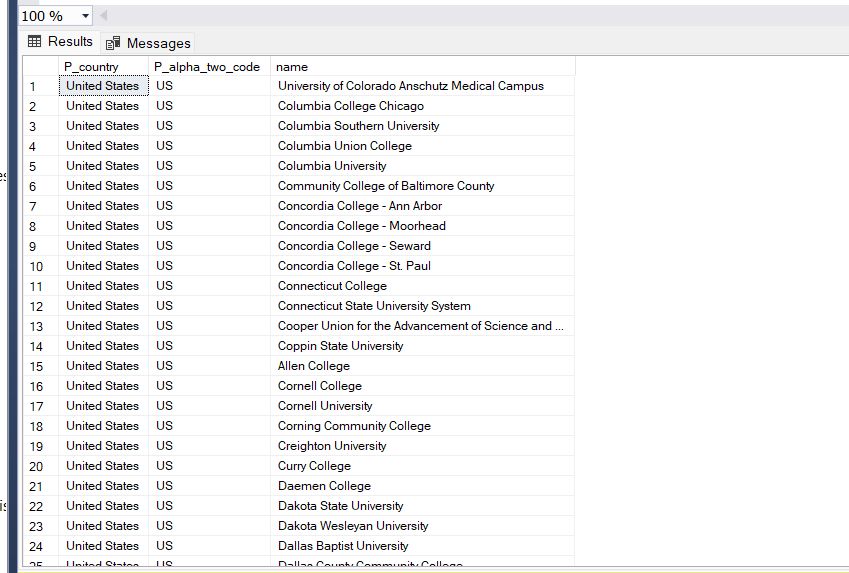 100 %
Results Messages
P_country P_alpha_two_code name
1 United States US University of Colorado Anschutz Medical Campus
2 United States US Columbia College Chicago
3 United States US Columbia Southern University
4 United States US Columbia Union College
5 United States US Columbia University
6 United States US Community College of Baltimore County
7 United States US Concordia College - Ann Arbor
8 United States US Concordia College - Moorhead
9 United States US Concordia College - Seward
10 United States US Concordia College - St. Paul
11 United States US Connecticut College
12 United States US Connecticut State University System
13 United States US Cooper Union for the Advancement of Science and ...
14 United States US Coppin State University
15 United States US Allen College
16 United States US Cornell College
17 United States US Cornell University
18 United States US Corning Community College
19 United States US Creighton University
20 United States US Curry College
21 United States US Daemen College
22 United States US Dakota State University
23 United States US Dakota Wesleyan University
24 United States US Dallas Baptist University
25 United States US Dallas County Community College